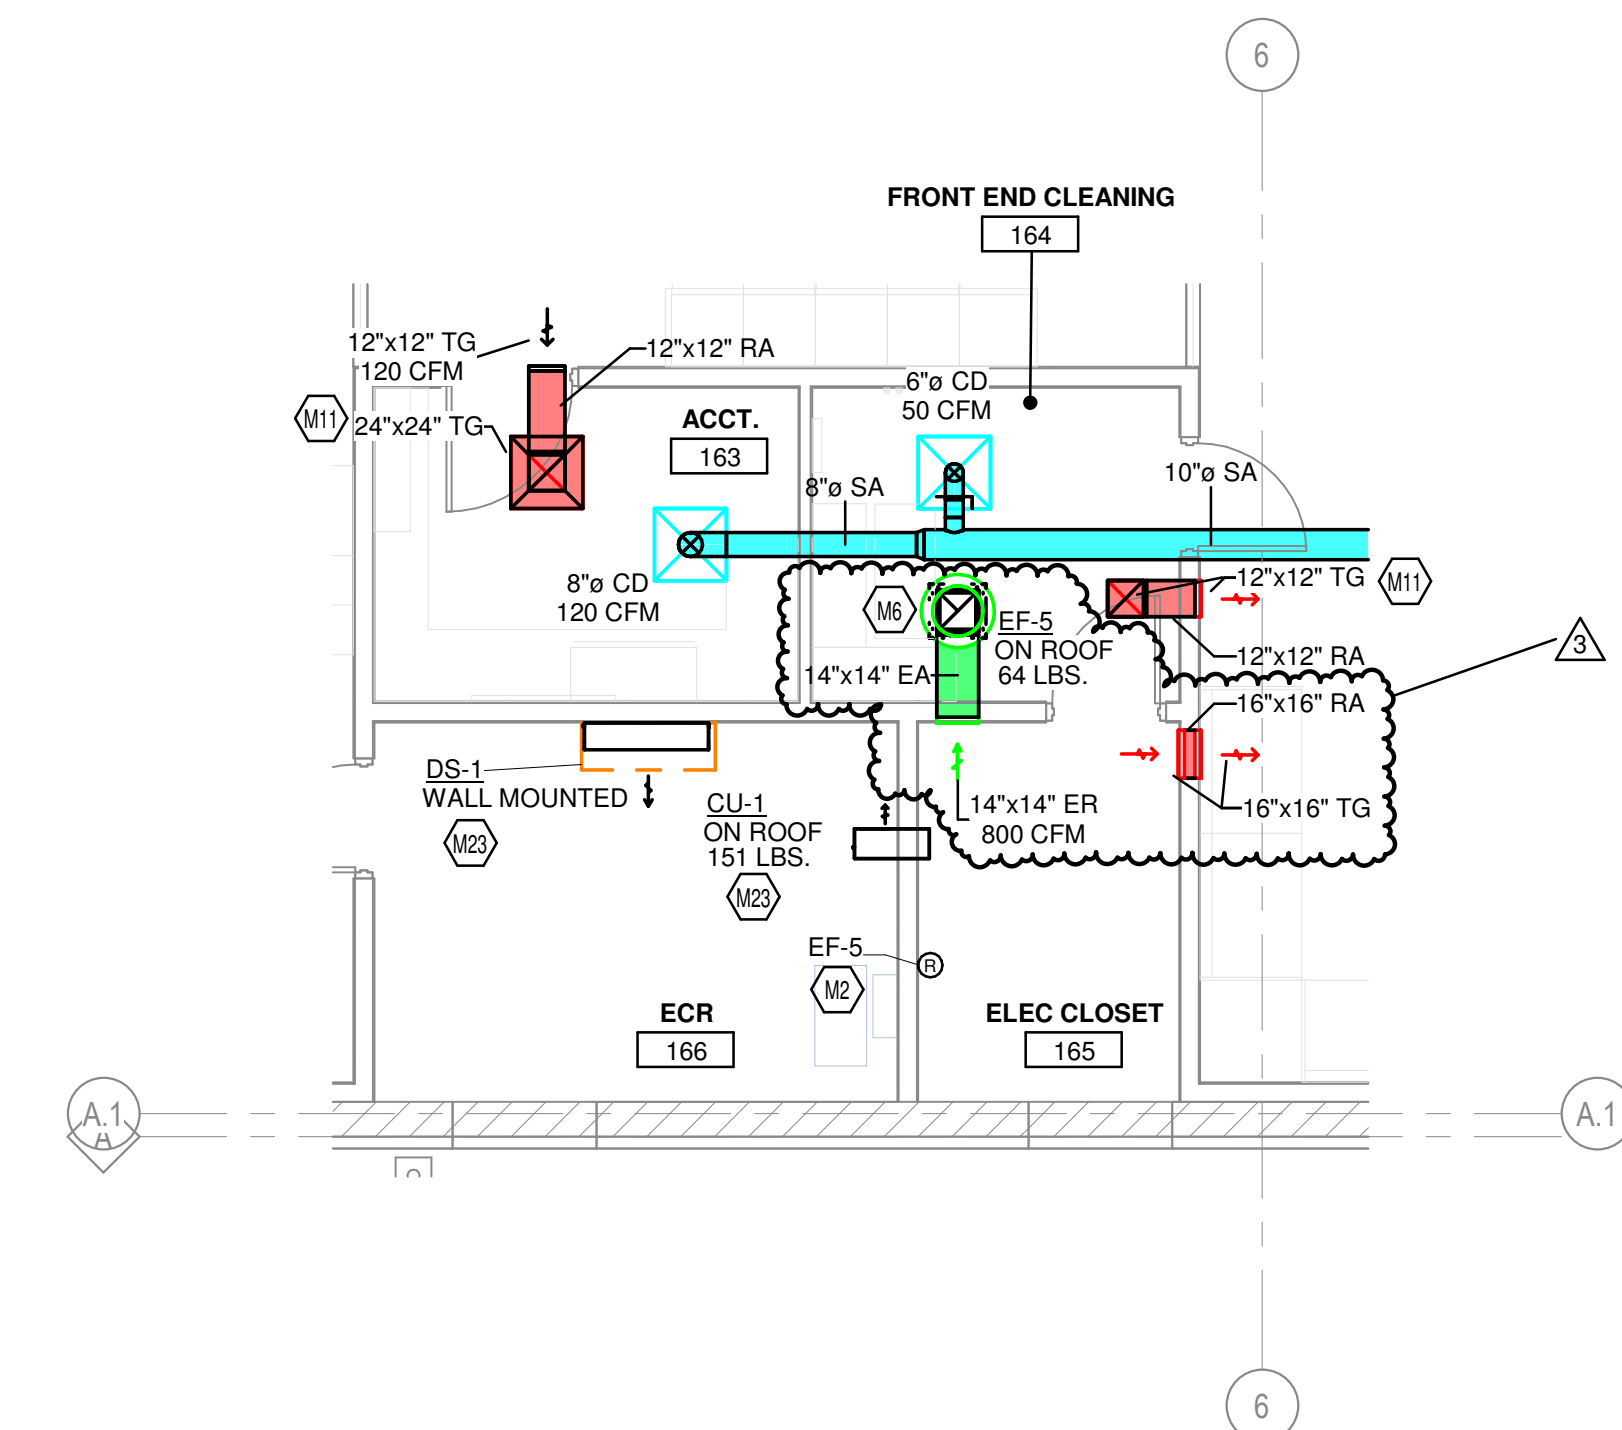 6
FRONT END CLEANING
164
12"x12" TG
120 CFM
12"x12" RA
M11
24"x24" TG
ACCT.
163
6"ø CD
50 CFM
8"ø SA
10"ø SA
8"ø CD
120 CFM
M6
EF-5
ON ROOF
64 LBS.
14"x14" EA
12"x12" TG
M11
12"x12" RA
3
16"x16" RA
16"x16" TG
DS-1
WALL MOUNTED
M23
CU-1
ON ROOF
151 LBS.
M23
14"x14" ER
800 CFM
EF-5
R
M2
ECR
166
ELEC CLOSET
165
A.1
A
A.1
6